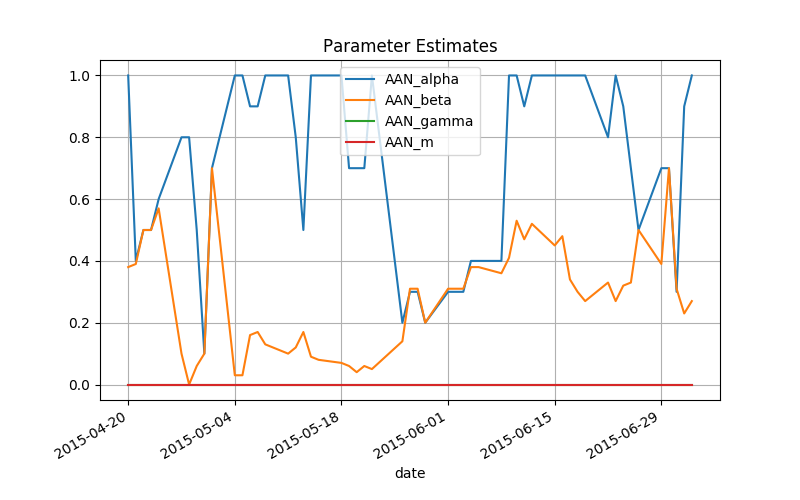 Parameter Estimates
1.0
0.8
0.6
0.4
0.2
0.0
AAN_alpha
AAN_beta
AAN_gamma
AAN_m
2015-04-20
2015-05-04
2015-05-18
2015-06-01
2015-06-15
2015-06-29
date